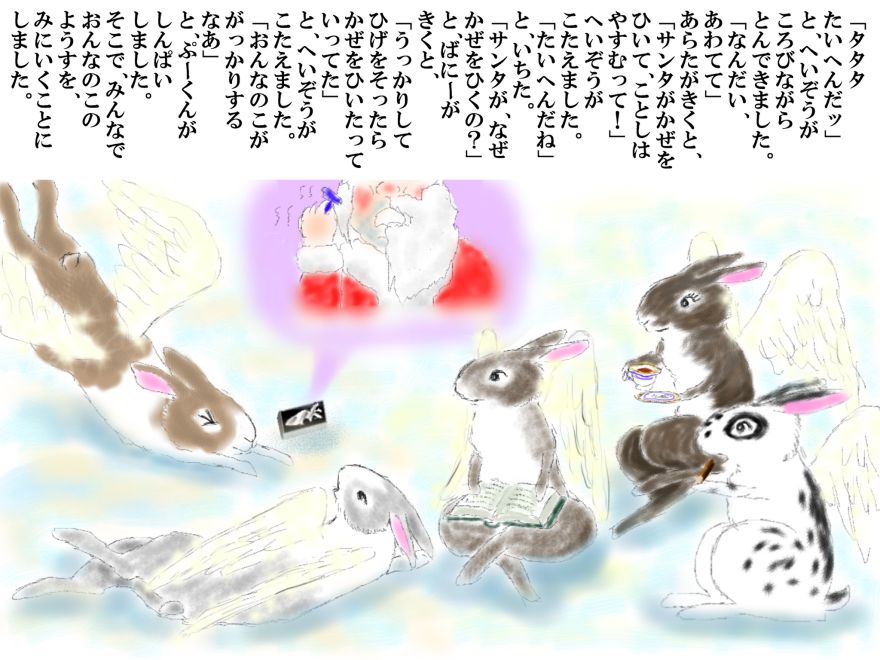 「タタタ
たいへんだッ」
と、へいぞうが
ころびながら
とんできました。
「なんだい、
あわてて」
あらたがきくと、
「サンタがかぜを
ひいて、ことしは
やすむって！」
へいぞうが
こたえました。
「たいへんだね」
と、いちた。
「サンタが、なぜ
かぜをひくの？」
と、ばにーが
きくと、
「うっかりして
ひげをそったら
かぜをひいたって
いってた」
と、へいぞうが
こたえました。
「おんなのこが
がっかりする
なあ」
と、ぷーくんが
しんぱい
しました。
そこで、みんなで
おんなのこの
ようすを、
みにいくことに
しました。